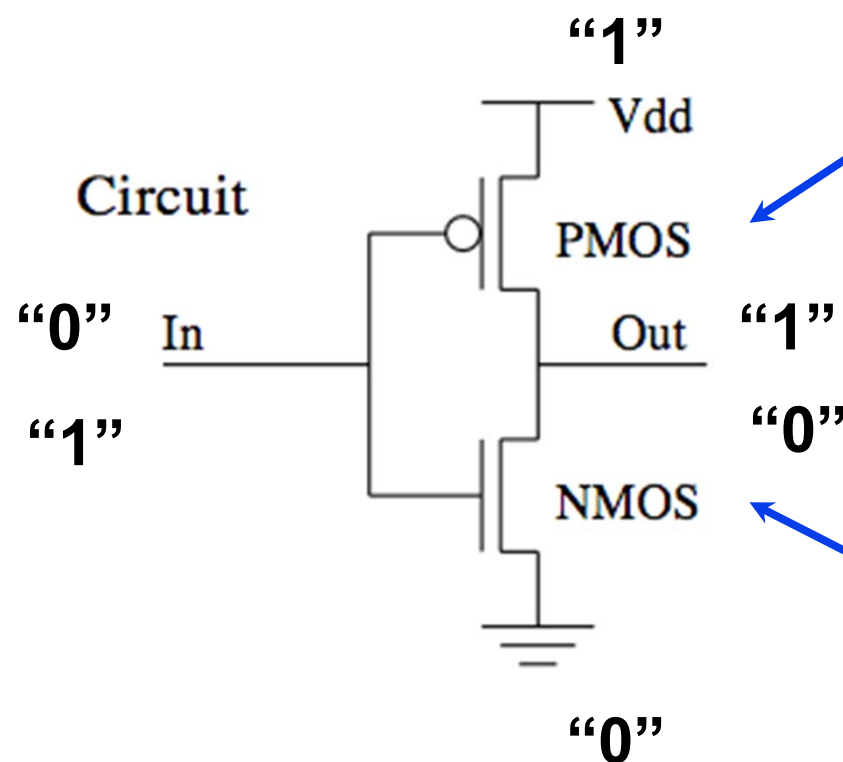 “1”
Vdd
Circuit
PMOS
“0” In Out “1”
“1” “0”
NMOS
“0”